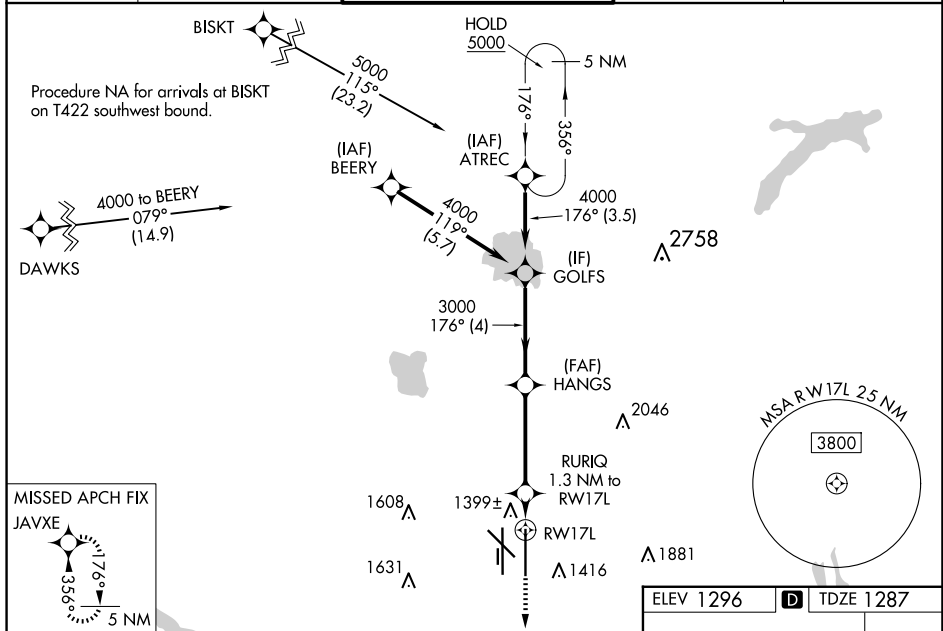 BISKT
HOLD
5000
5 NM
5000
115°
(23.2)
Procedure NA for arrivals at BISKT
on T422 southwest bound.
176°
356°
(IAF)
ATREC
(IAF)
BEERY
4000
176° (3.5)
4000
119°
(5.7)
4000 to BEERY
079°
(14.9)
DAWKS
2758
(IF)
GOLFS
3000
176° (4)
(FAF)
HANGS
2046
MSA RW17L 25 NM
3800
RURIQ
1.3 NM to
RW17L
MISSED APCH FIX
JAVXE
176°
356°
5 NM
1608
1399±
RW17L
1631
1416
1881
ELEV 1296
D
TDZE 1287